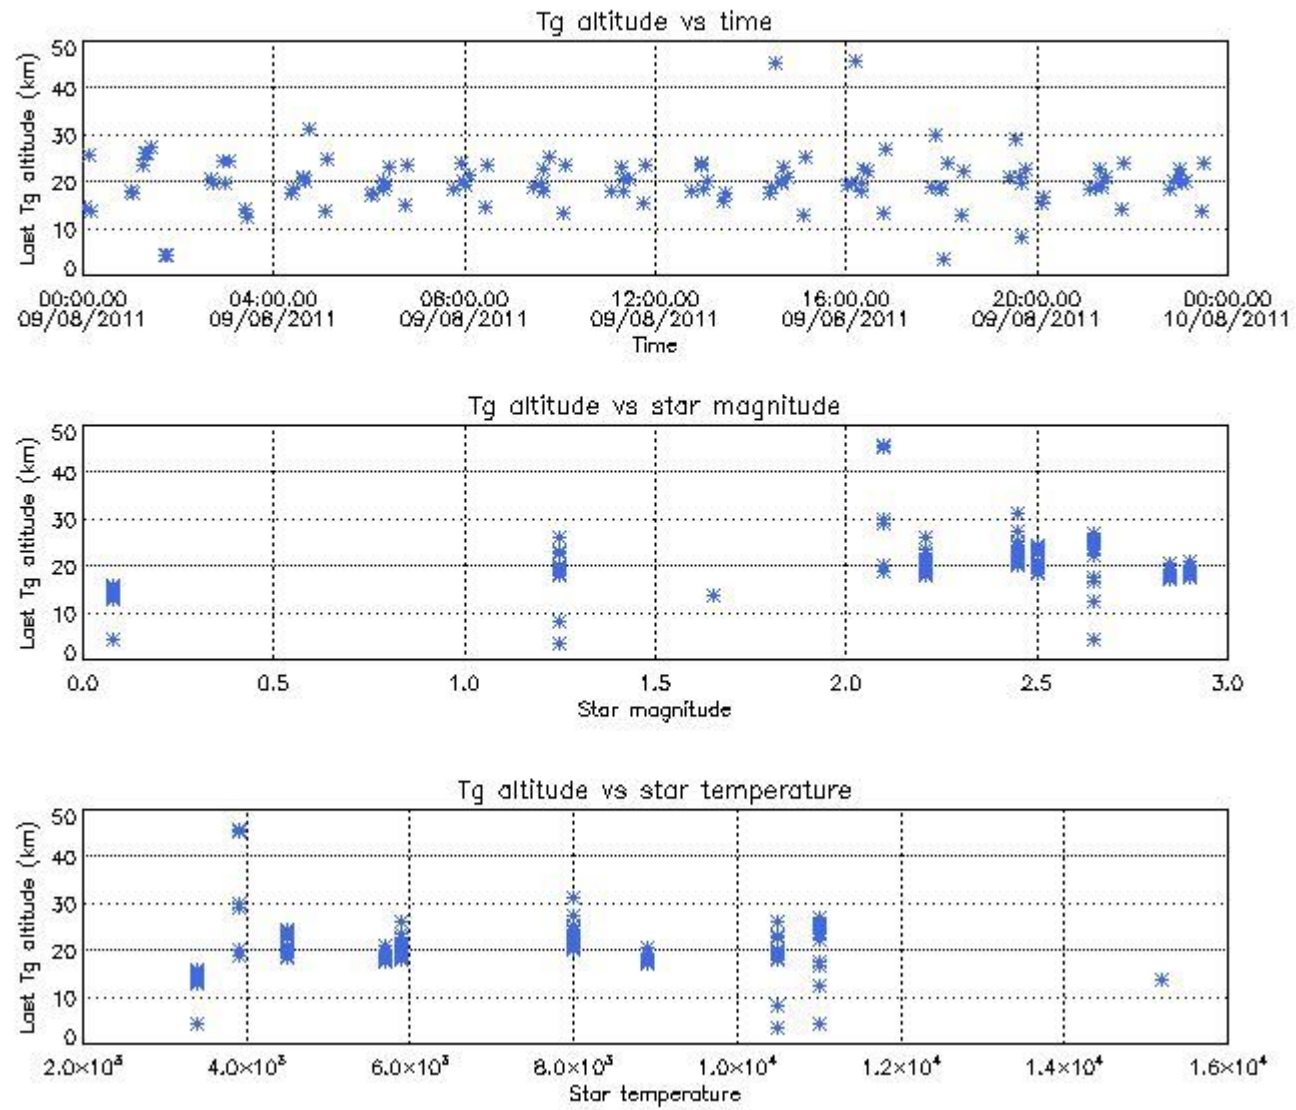 Tg altitude vs time
Last Tg altitude (km)
50
40
30
20
10
0
00:00.00 04:00.00 08:00.00 12:00.00 16:00.00 20:00.00 00:00.00
09/08/2011 09/08/2011 09/08/2011 09/08/2011 09/08/2011 09/08/2011 10/08/2011
Time
Tg altitude vs star magnitude
Last Tg altitude (km)
50
40
30
20
10
0
0.0 0.5 1.0 1.5 2.0 2.5 3.0
Star magnitude
Tg altitude vs star temperature
Last Tg altitude (km)
50
40
30
20
10
0
2.0×10³ 4.0×10³ 6.0×10³ 8.0×10³ 1.0×10⁴ 1.2×10⁴ 1.4×10⁴ 1.6×10⁴
Star temperature